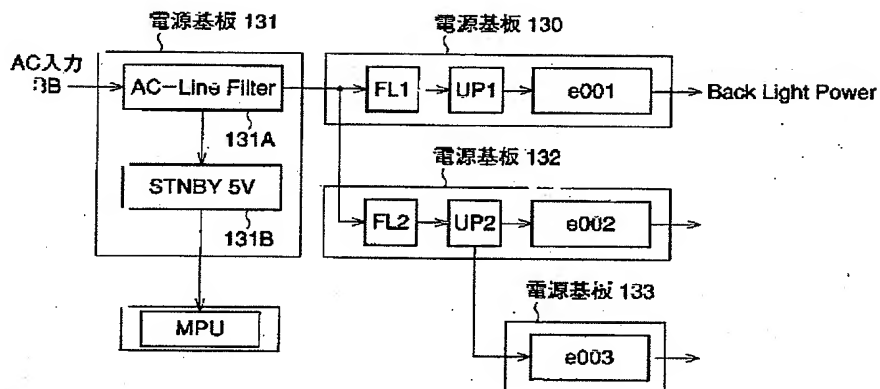 電源基板 131
AC入力
BB
AC-Line Filter
131A
STNBY 5V
131B
MPU
電源基板 130
FL1
UP1
e001
Back Light Power
電源基板 132
FL2
UP2
e002
電源基板 133
e003